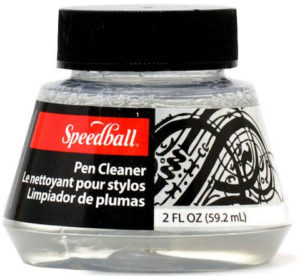 Speedball
Pen Cleaner
Le nettoyant pour stylos
Limpiador de plumas
2 FL OZ (59.2 mL)